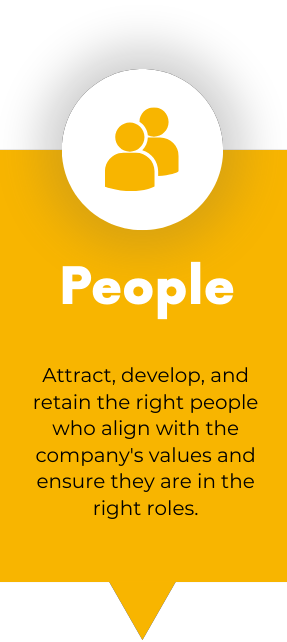 People
Attract, develop, and
retain the right people
who align with the
company's values and
ensure they are in the
right roles.